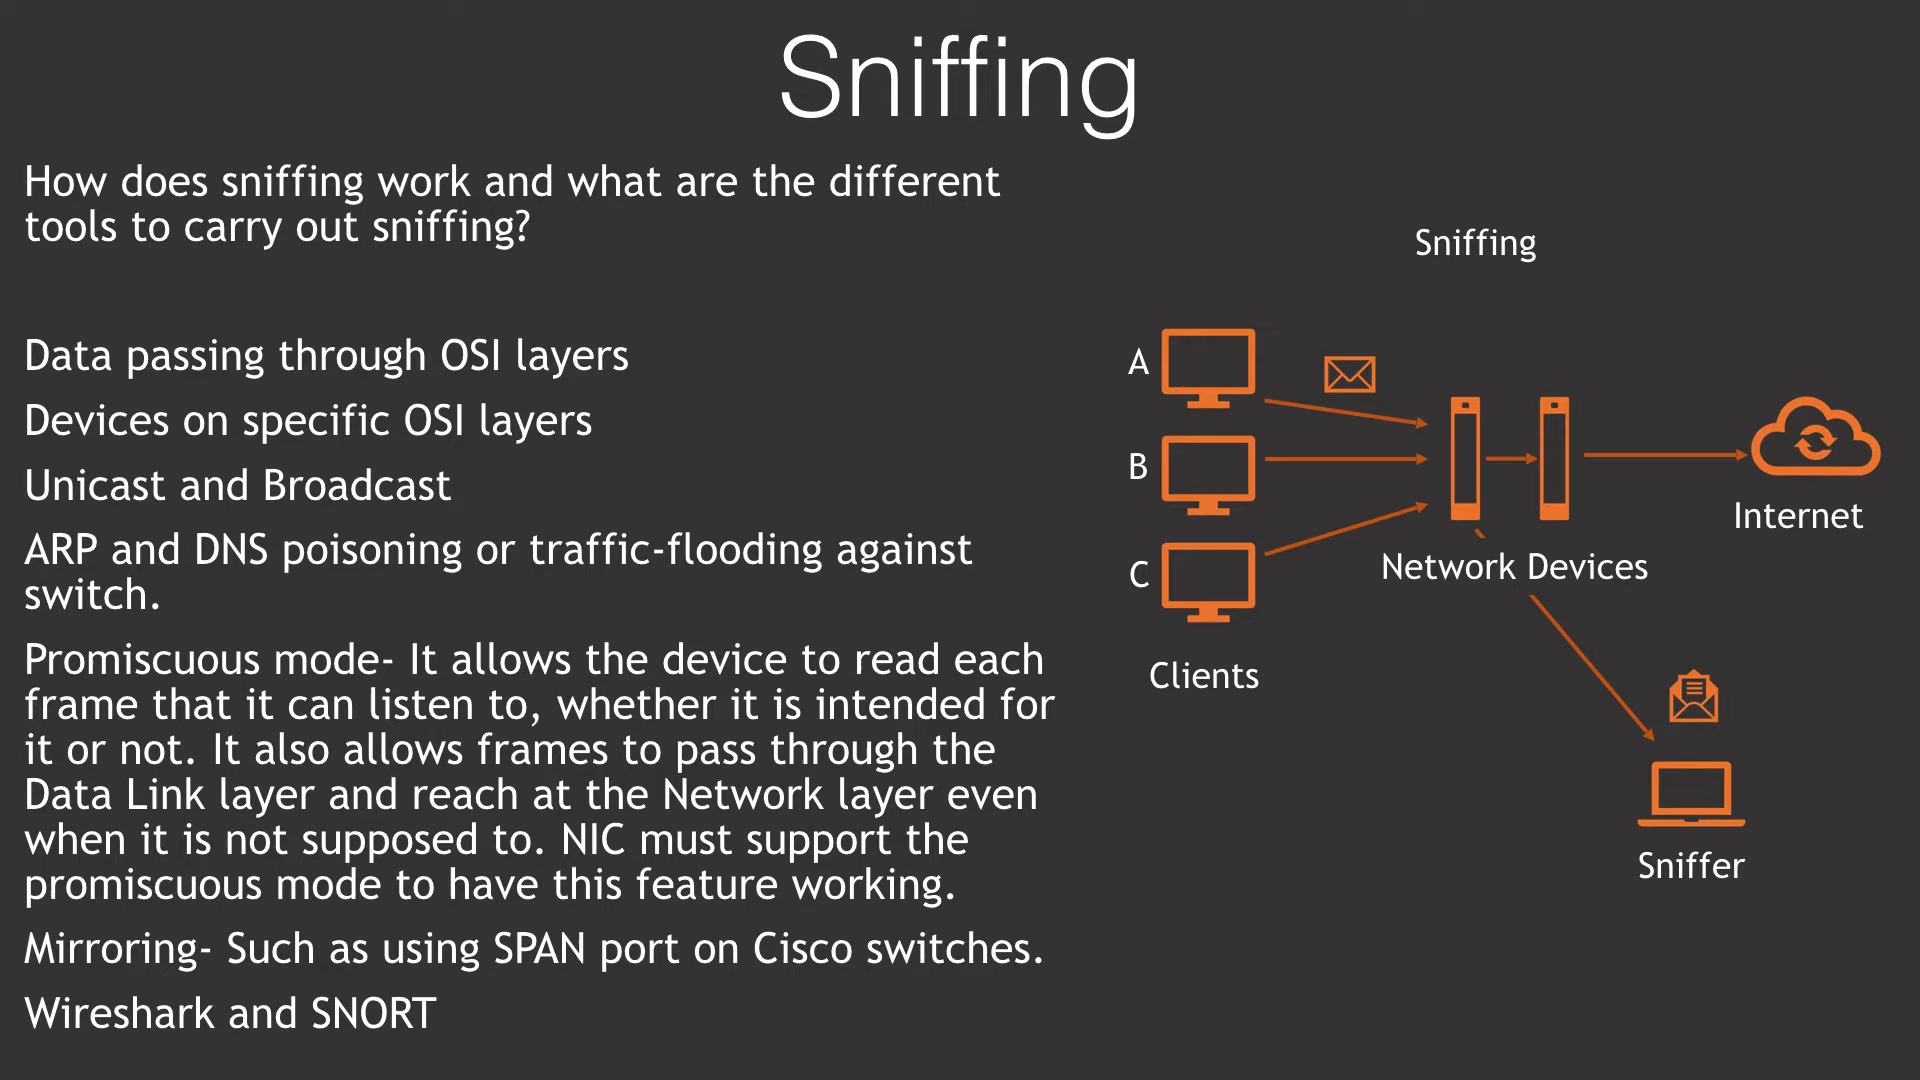 Sniffing
How does sniffing work and what are the different
tools to carry out sniffing?
Data passing through OSI layers
Devices on specific OSI layers
Unicast and Broadcast
ARP and DNS poisoning or traffic-flooding against
switch.
Promiscuous mode- It allows the device to read each
frame that it can listen to, whether it is intended for
it or not. It also allows frames to pass through the
Data Link layer and reach at the Network layer even
when it is not supposed to. NIC must support the
promiscuous mode to have this feature working.
Mirroring- Such as using SPAN port on Cisco switches.
Wireshark and SNORT
Sniffing
A
B
C
Clients
Network Devices
Internet
Sniffer